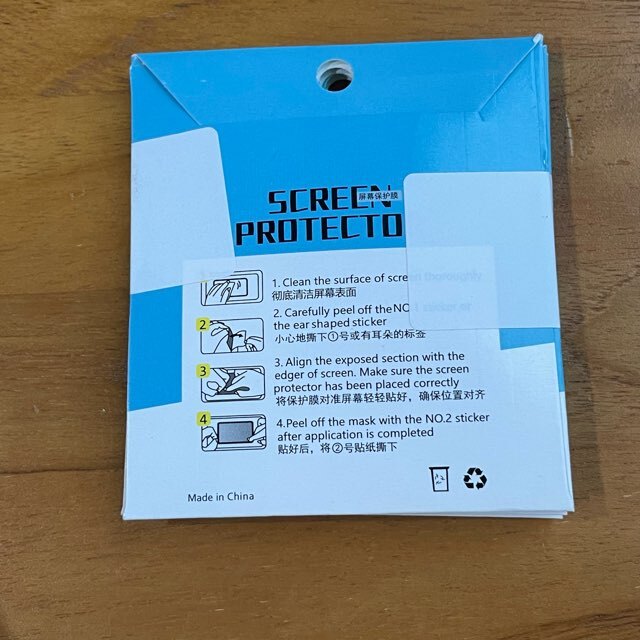 SCREEN
屏幕保护膜
PROTECTO
1. Clean the surface of screen thoroughly
彻底清洁屏幕表面
2
2. Carefully peel off the NO.1 sticker or
the ear shaped sticker
小心地撕下①号或有耳朵的标签
3
3. Align the exposed section with the
edger of screen. Make sure the screen
protector has been placed correctly
将保护膜对准屏幕轻轻贴好，确保位置对齐
4
4.Peel off the mask with the NO.2 sticker
after application is completed
贴好后，将②号贴纸撕下
Made in China